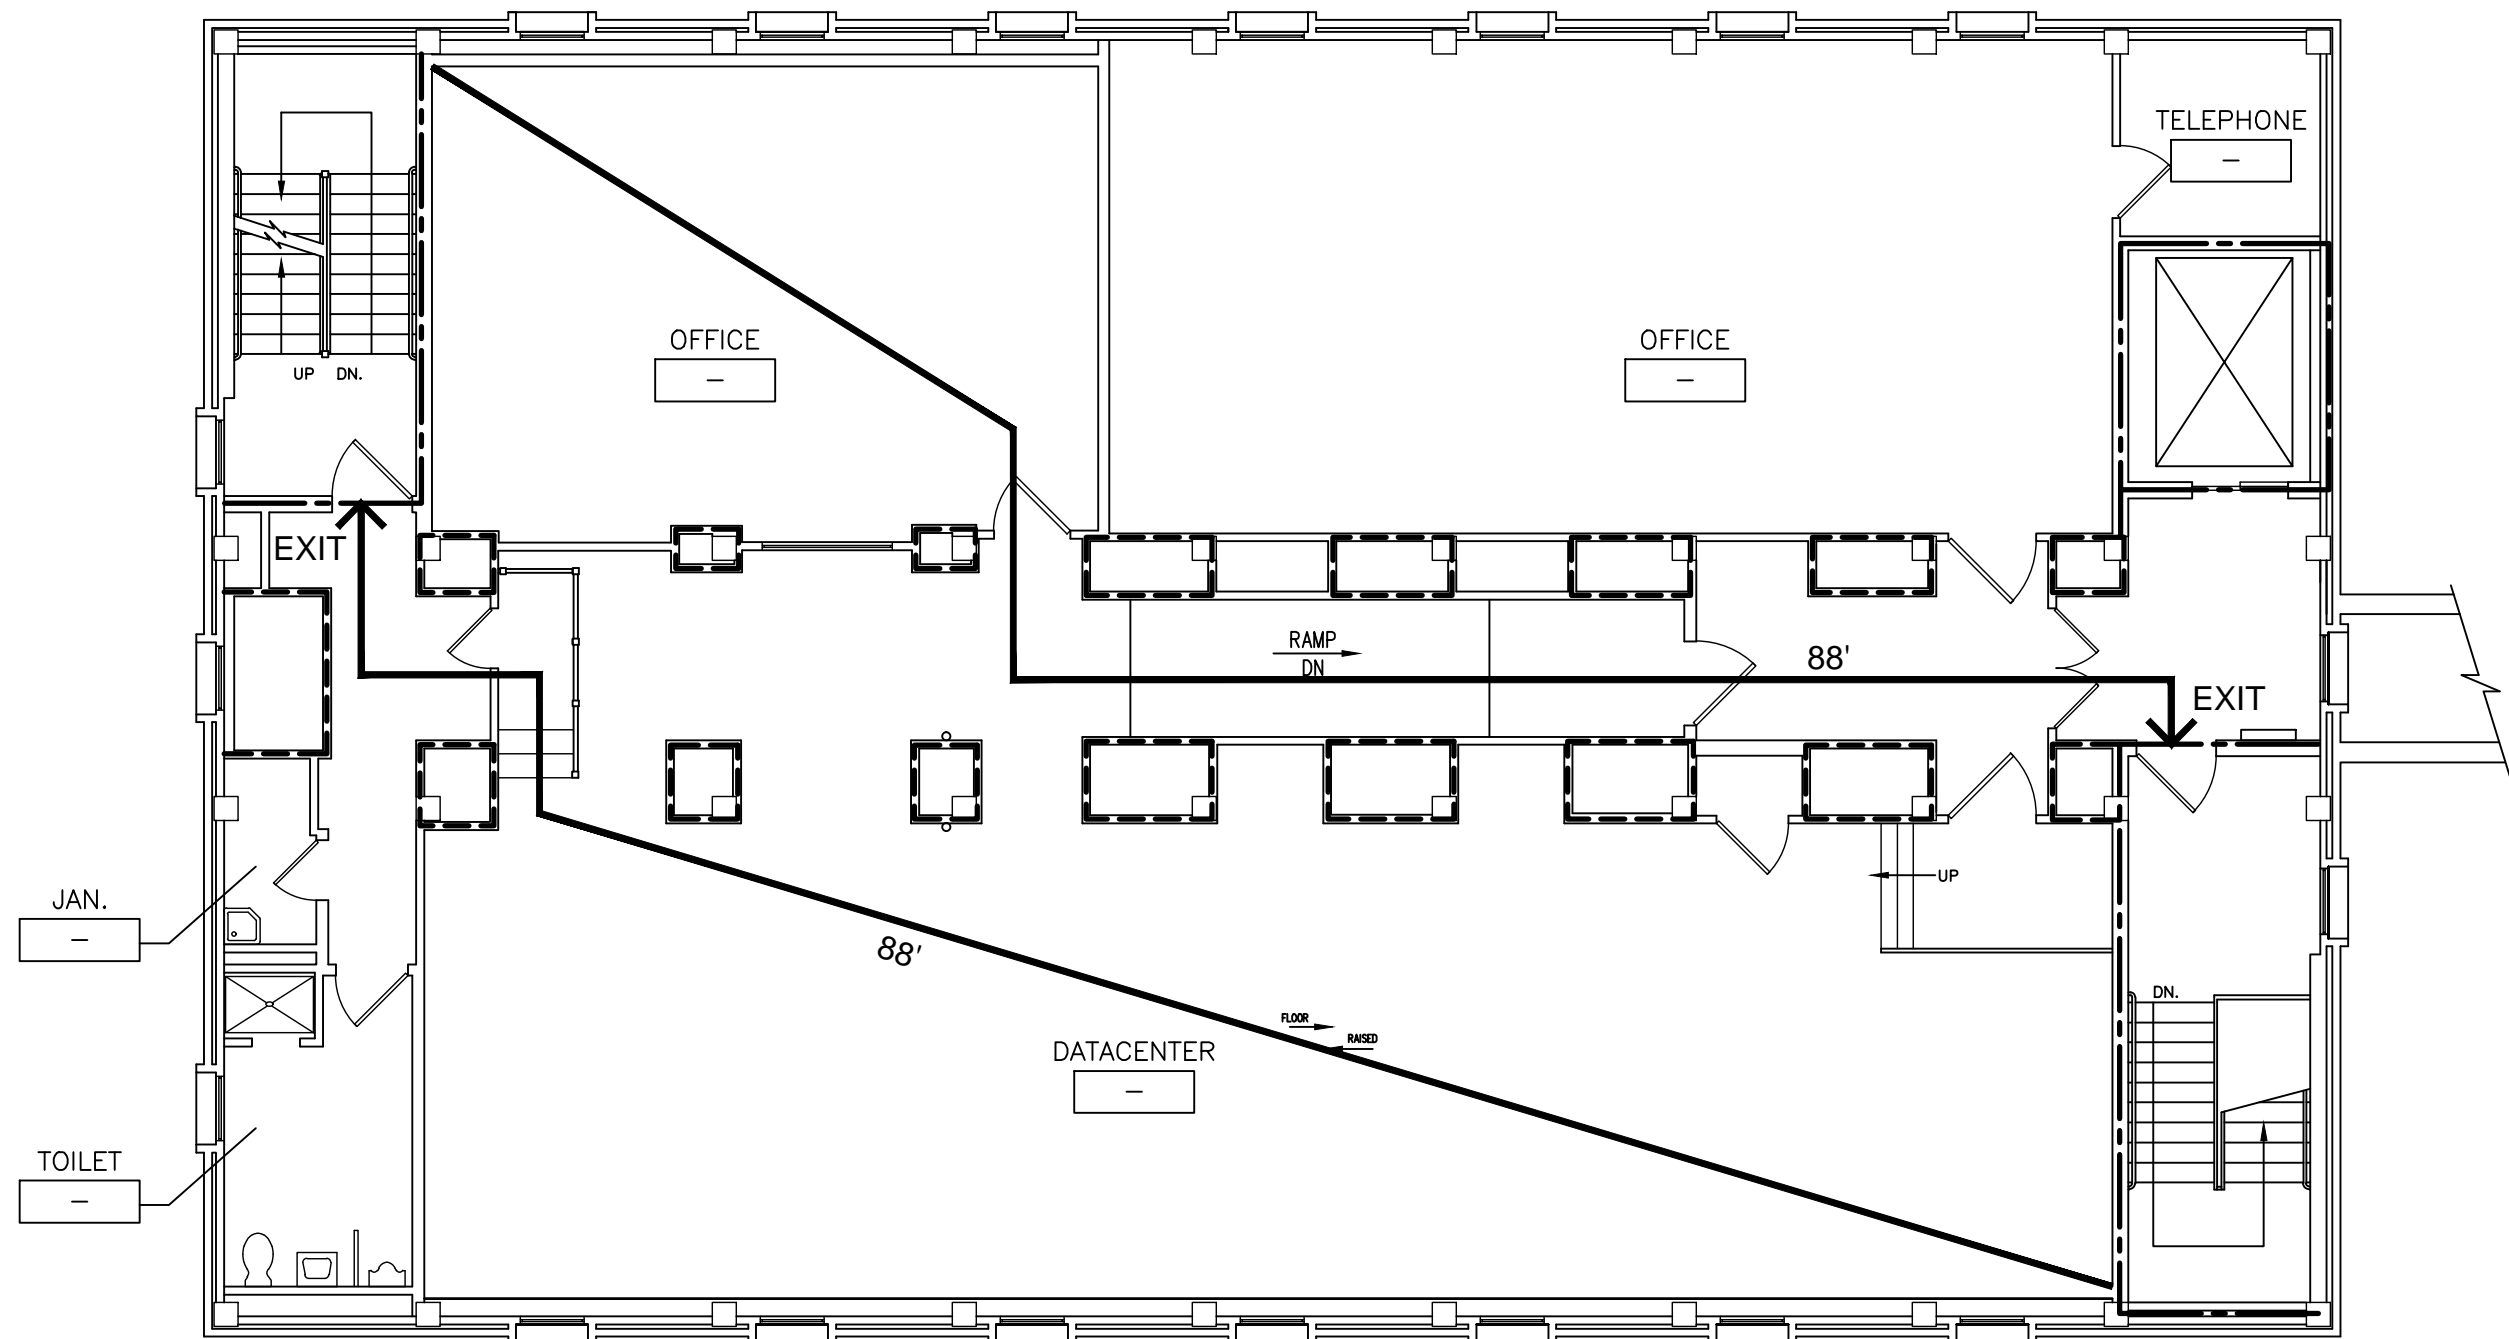 TELEPHONE
–
OFFICE
–
OFFICE
–
UP DN.
EXIT
RAMP
DN
88'
EXIT
UP
JAN.
–
88'
DN.
FLOOR
RAISED
DATACENTER
–
TOILET
–